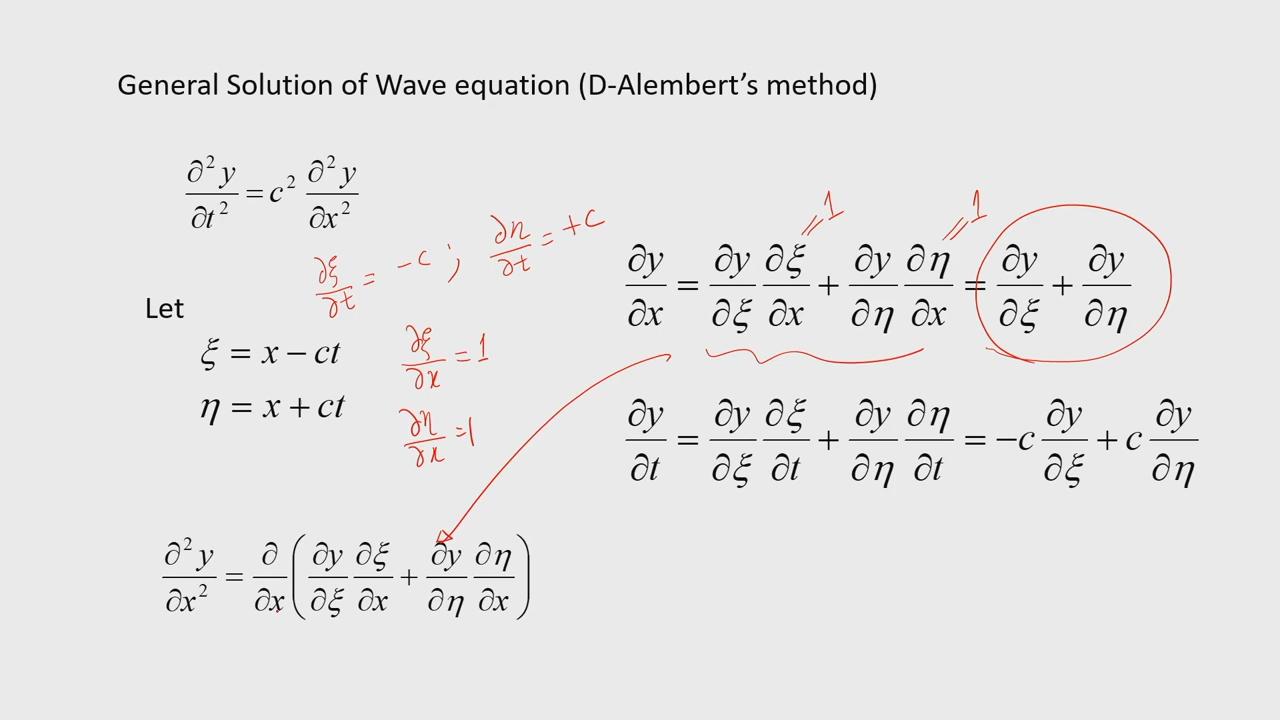 General Solution of Wave equation (D-Alembert’s method)
∂²y/∂t² = c² ∂²y/∂x²
∂ξ/∂t = -c ; ∂η/∂t = +c
Let
ξ = x − ct
η = x + ct
∂ξ/∂x = 1
∂η/∂x = 1
= 1
= 1
∂y/∂x = ∂y/∂ξ ∂ξ/∂x + ∂y/∂η ∂η/∂x = ∂y/∂ξ + ∂y/∂η
∂y/∂t = ∂y/∂ξ ∂ξ/∂t + ∂y/∂η ∂η/∂t = −c ∂y/∂ξ + c ∂y/∂η
∂²y/∂x² = ∂/∂x (∂y/∂ξ ∂ξ/∂x + ∂y/∂η ∂η/∂x)